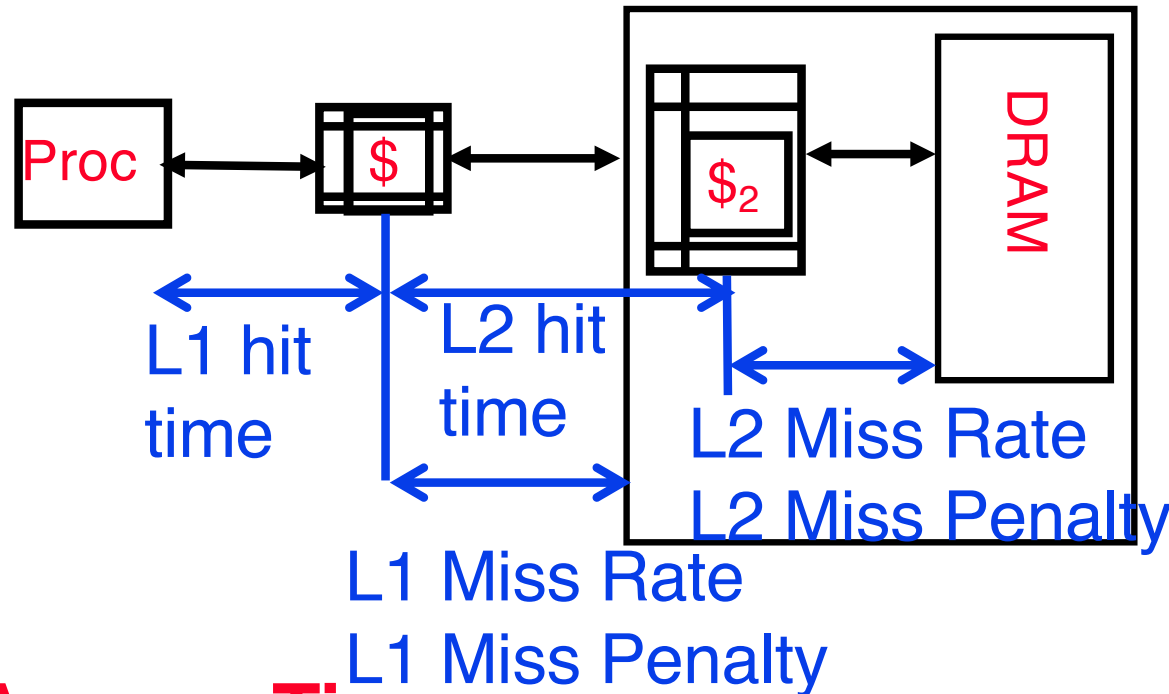 Proc
$
$2
DRAM
L1 hit
time
L2 hit
time
L2 Miss Rate
L2 Miss Penalty
L1 Miss Rate
L1 Miss Penalty